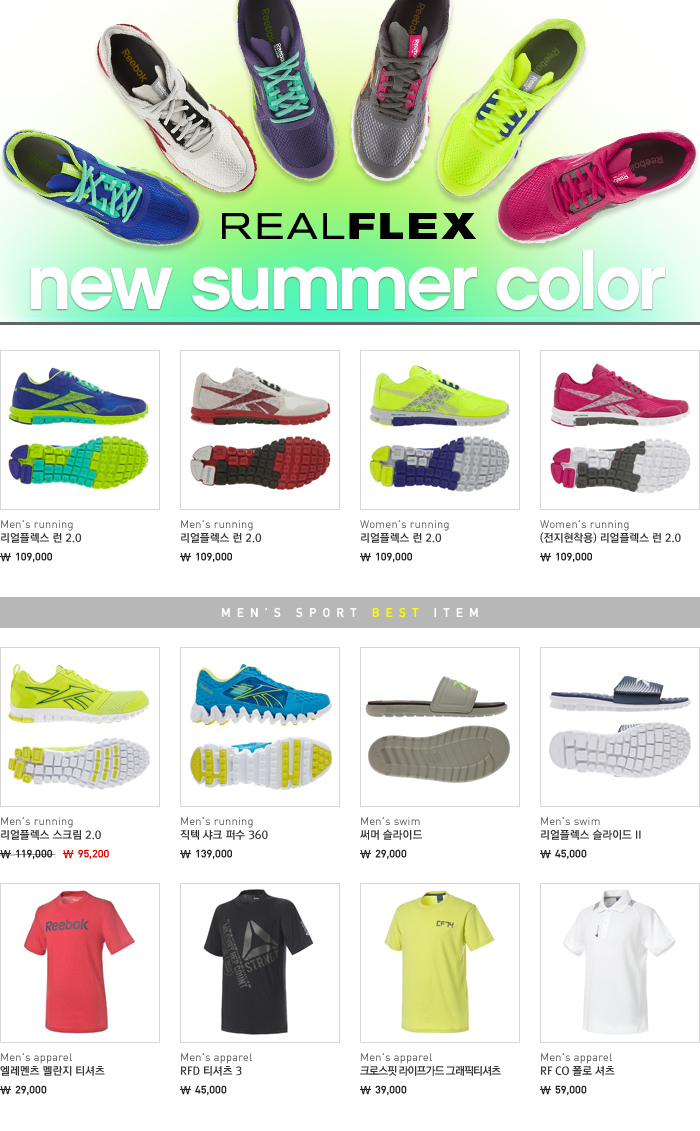 Reebok
Reebok
Reebok
Reebok
REALFLEX
new summer color
Men's running
리얼플렉스 런 2.0
₩ 109,000
Men's running
리얼플렉스 런 2.0
₩ 109,000
Women's running
리얼플렉스 런 2.0
₩ 109,000
Women's running
(전지현착용) 리얼플렉스 런 2.0
₩ 109,000
MEN'S SPORT BEST ITEM
Men's running
리얼플렉스 스크림 2.0
₩ 119,000 ₩ 95,200
Men's running
직텍 샤크 퍼수 360
₩ 139,000
Men's swim
써머 슬라이드
₩ 29,000
Men's swim
리얼플렉스 슬라이드 II
₩ 45,000
Reebok
STRENGTH
CF74
Men's apparel
엘레멘츠 멜란지 티셔츠
₩ 29,000
Men's apparel
RFD 티셔츠 3
₩ 45,000
Men's apparel
크로스핏 라이프가드 그래픽티셔츠
₩ 39,000
Men's apparel
RF CO 폴로 셔츠
₩ 59,000